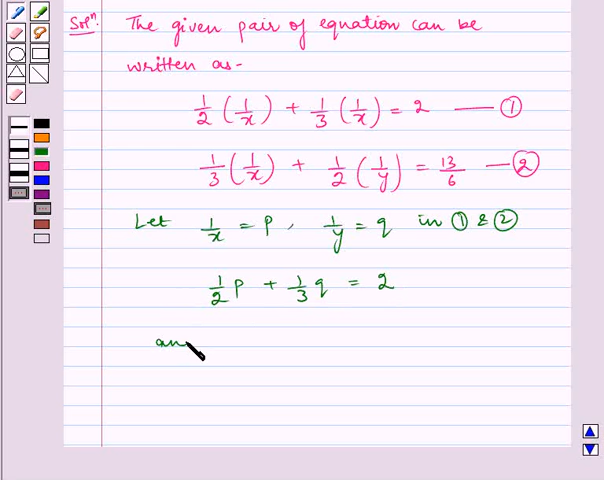 Solⁿ. The given pair of equation can be
written as-
1/2 (1/x) + 1/3 (1/x) = 2 — ①
1/3 (1/x) + 1/2 (1/y) = 13/6 — ②
Let 1/x = p, 1/y = q in ① & ②
1/2 p + 1/3 q = 2
an